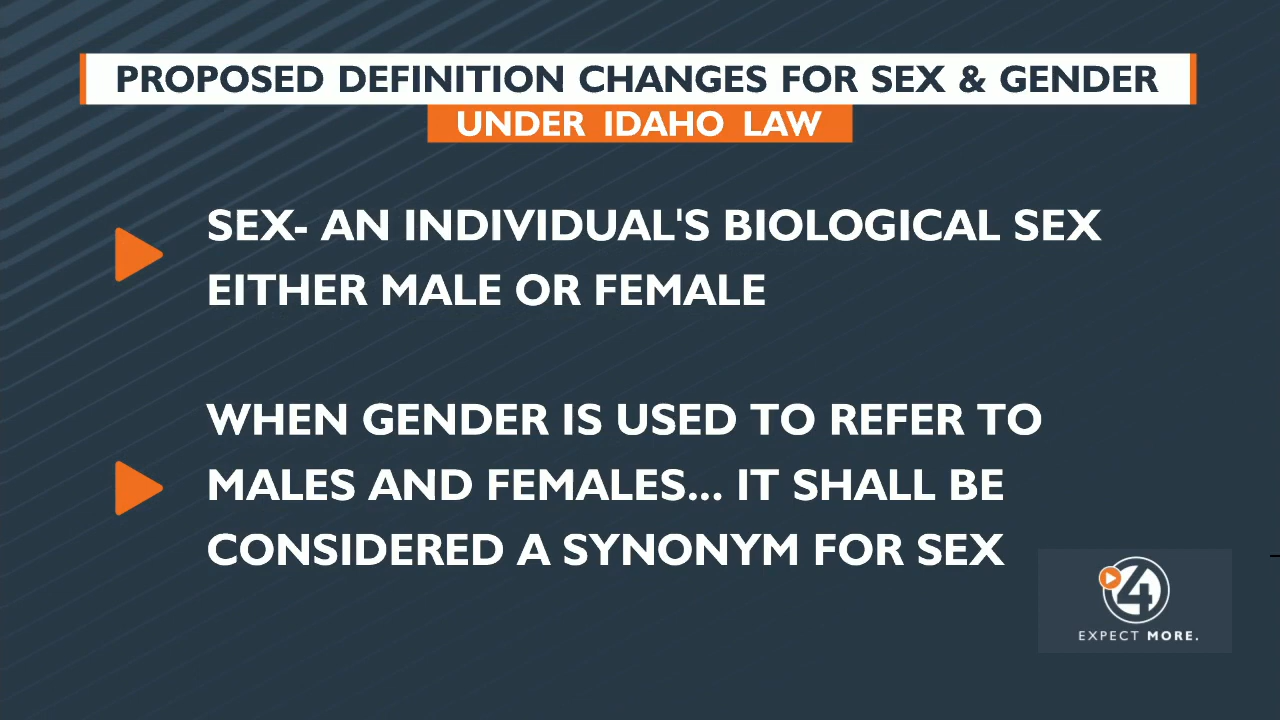 PROPOSED DEFINITION CHANGES FOR SEX & GENDER
UNDER IDAHO LAW
SEX- AN INDIVIDUAL'S BIOLOGICAL SEX
EITHER MALE OR FEMALE
WHEN GENDER IS USED TO REFER TO
MALES AND FEMALES... IT SHALL BE
CONSIDERED A SYNONYM FOR SEX
4
EXPECT MORE.